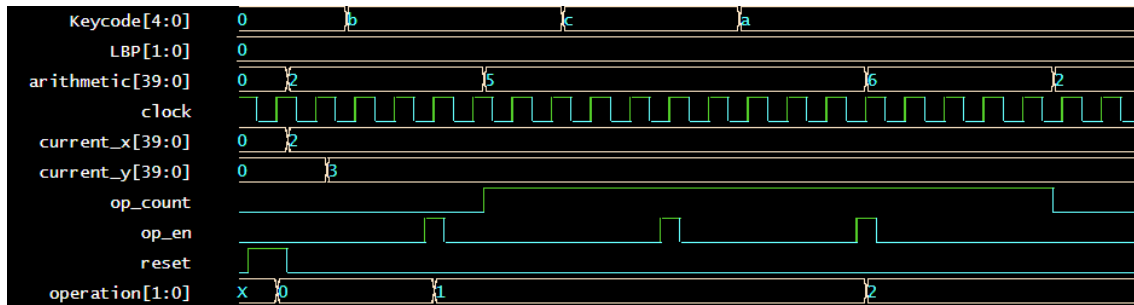 Keycode[4:0] 0 b c a
LBP[1:0] 0
arithmetic[39:0] 0 2 5 6 2
clock
current_x[39:0] 0 2
current_y[39:0] 0 3
op_count
op_en
reset
operation[1:0] X 0 1 2